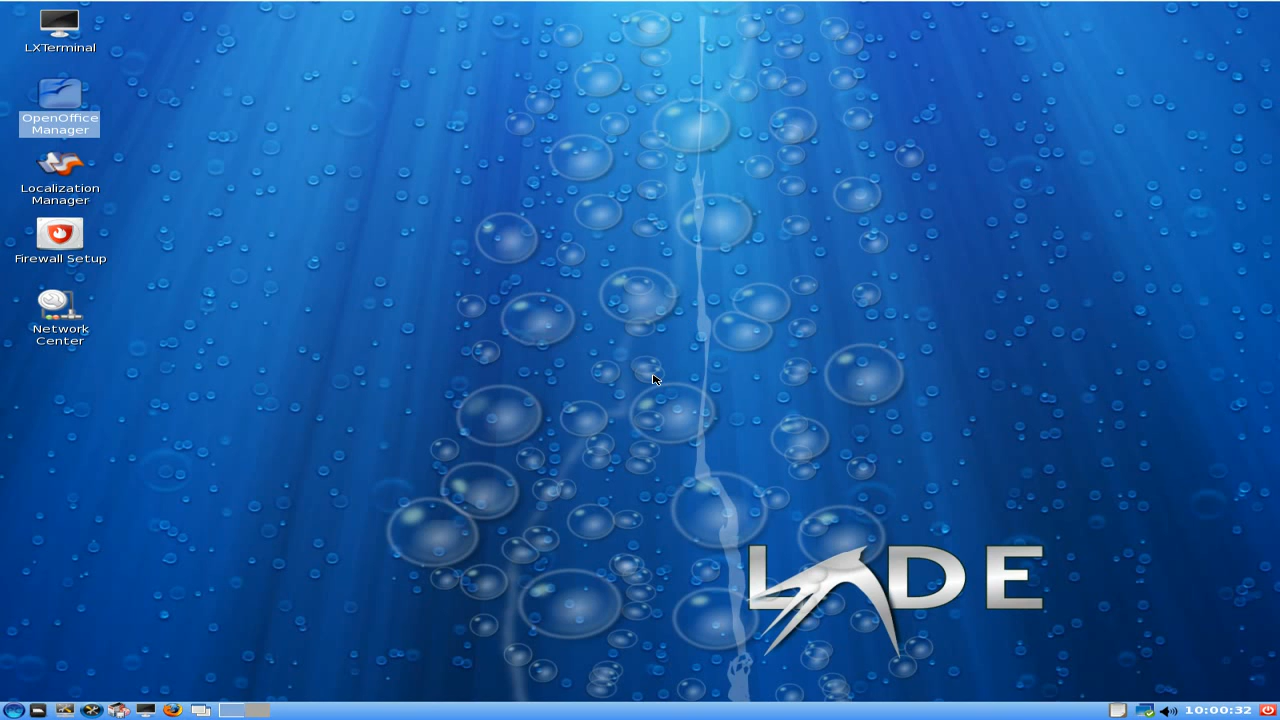 LXTerminal
OpenOffice
Manager
Localization
Manager
Firewall Setup
Network
Center
LXDE
10:00:32